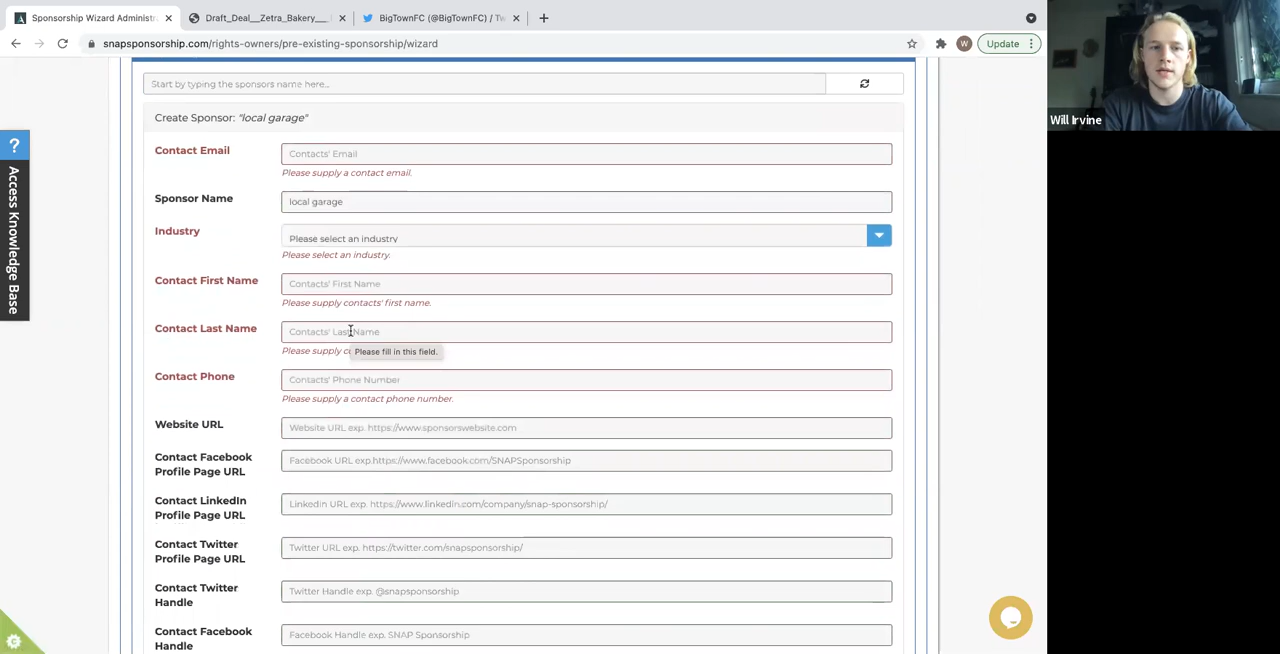 Sponsorship Wizard Administra
Draft_Deal__Zetra_Bakery___
BigTownFC (@BigTownFC) / Tw
snapsponsorship.com/rights-owners/pre-existing-sponsorship/wizard
W
Update
Start by typing the sponsors name here...
Create Sponsor: "local garage"
Contact Email
Contacts' Email
Please supply a contact email.
Sponsor Name
local garage
Industry
Please select an industry
Please select an industry.
Contact First Name
Contacts' First Name
Please supply contacts' first name.
Contact Last Name
Contacts' Last Name
Please supply co
Please fill in this field.
Contact Phone
Contacts' Phone Number
Please supply a contact phone number.
Website URL
Website URL exp. https://www.sponsorswebsite.com
Contact Facebook
Profile Page URL
Facebook URL exp.https://www.facebook.com/SNAPSponsorship
Contact LinkedIn
Profile Page URL
Linkedin URL exp. https://www.linkedin.com/company/snap-sponsorship/
Contact Twitter
Profile Page URL
Twitter URL exp. https://twitter.com/snapsponsorship/
Contact Twitter
Handle
Twitter Handle exp. @snapsponsorship
Contact Facebook
Handle
Facebook Handle exp. SNAP Sponsorship
?
Access Knowledge Base
Will Irvine